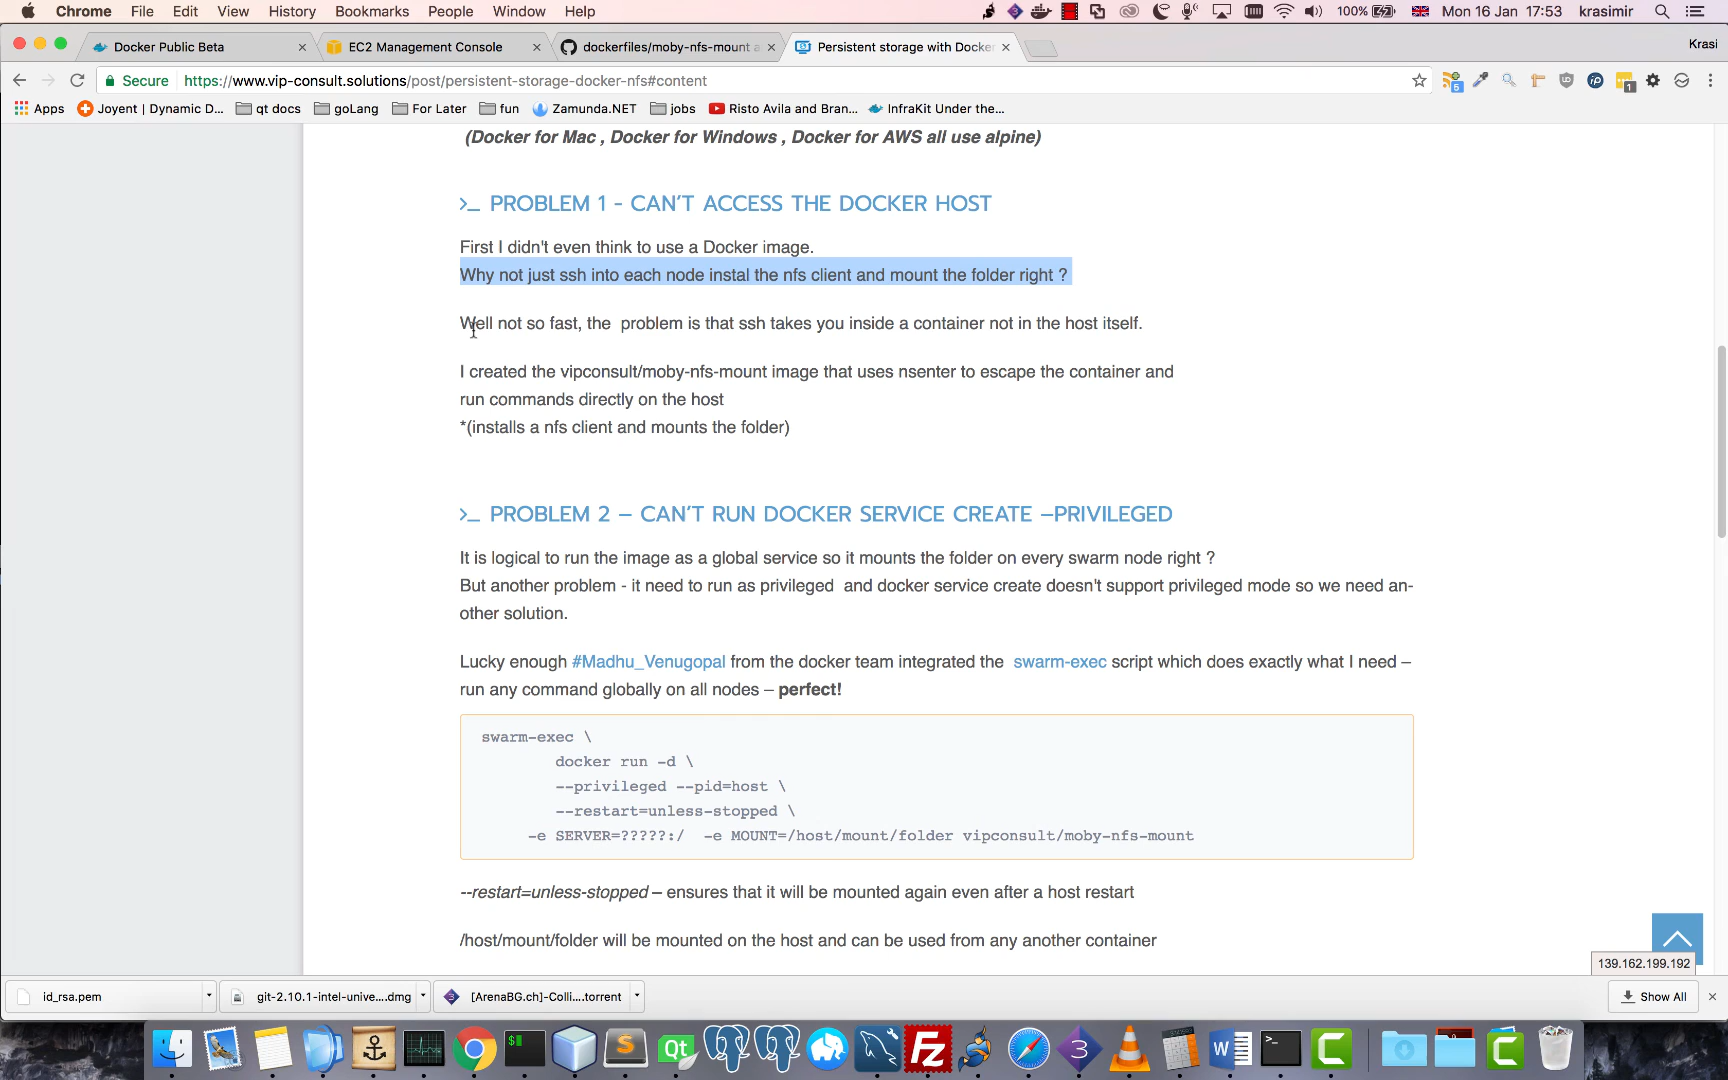 Chrome File Edit View History Bookmarks People Window Help
100% Mon 16 Jan 17:53 krasimir
Docker Public Beta
EC2 Management Console
dockerfiles/moby-nfs-mount a
Persistent storage with Docke
Krasi
Secure https://www.vip-consult.solutions/post/persistent-storage-docker-nfs#content
Apps Joyent | Dynamic D... qt docs goLang For Later fun Zamunda.NET jobs Risto Avila and Bran... InfraKit Under the...
(Docker for Mac , Docker for Windows , Docker for AWS all use alpine)
>_ PROBLEM 1 - CAN'T ACCESS THE DOCKER HOST
First I didn't even think to use a Docker image.
Why not just ssh into each node instal the nfs client and mount the folder right ?
Well not so fast, the problem is that ssh takes you inside a container not in the host itself.
I created the vipconsult/moby-nfs-mount image that uses nsenter to escape the container and
run commands directly on the host
*(installs a nfs client and mounts the folder)
>_ PROBLEM 2 – CAN'T RUN DOCKER SERVICE CREATE –PRIVILEGED
It is logical to run the image as a global service so it mounts the folder on every swarm node right ?
But another problem - it need to run as privileged and docker service create doesn't support privileged mode so we need an-
other solution.
Lucky enough #Madhu_Venugopal from the docker team integrated the swarm-exec script which does exactly what I need –
run any command globally on all nodes – perfect!
swarm-exec \
docker run -d \
--privileged --pid=host \
--restart=unless-stopped \
-e SERVER=?????:/ -e MOUNT=/host/mount/folder vipconsult/moby-nfs-mount
--restart=unless-stopped – ensures that it will be mounted again even after a host restart
/host/mount/folder will be mounted on the host and can be used from any another container
139.162.199.192
id_rsa.pem
git-2.10.1-intel-unive....dmg
[ArenaBG.ch]-Colli....torrent
Show All